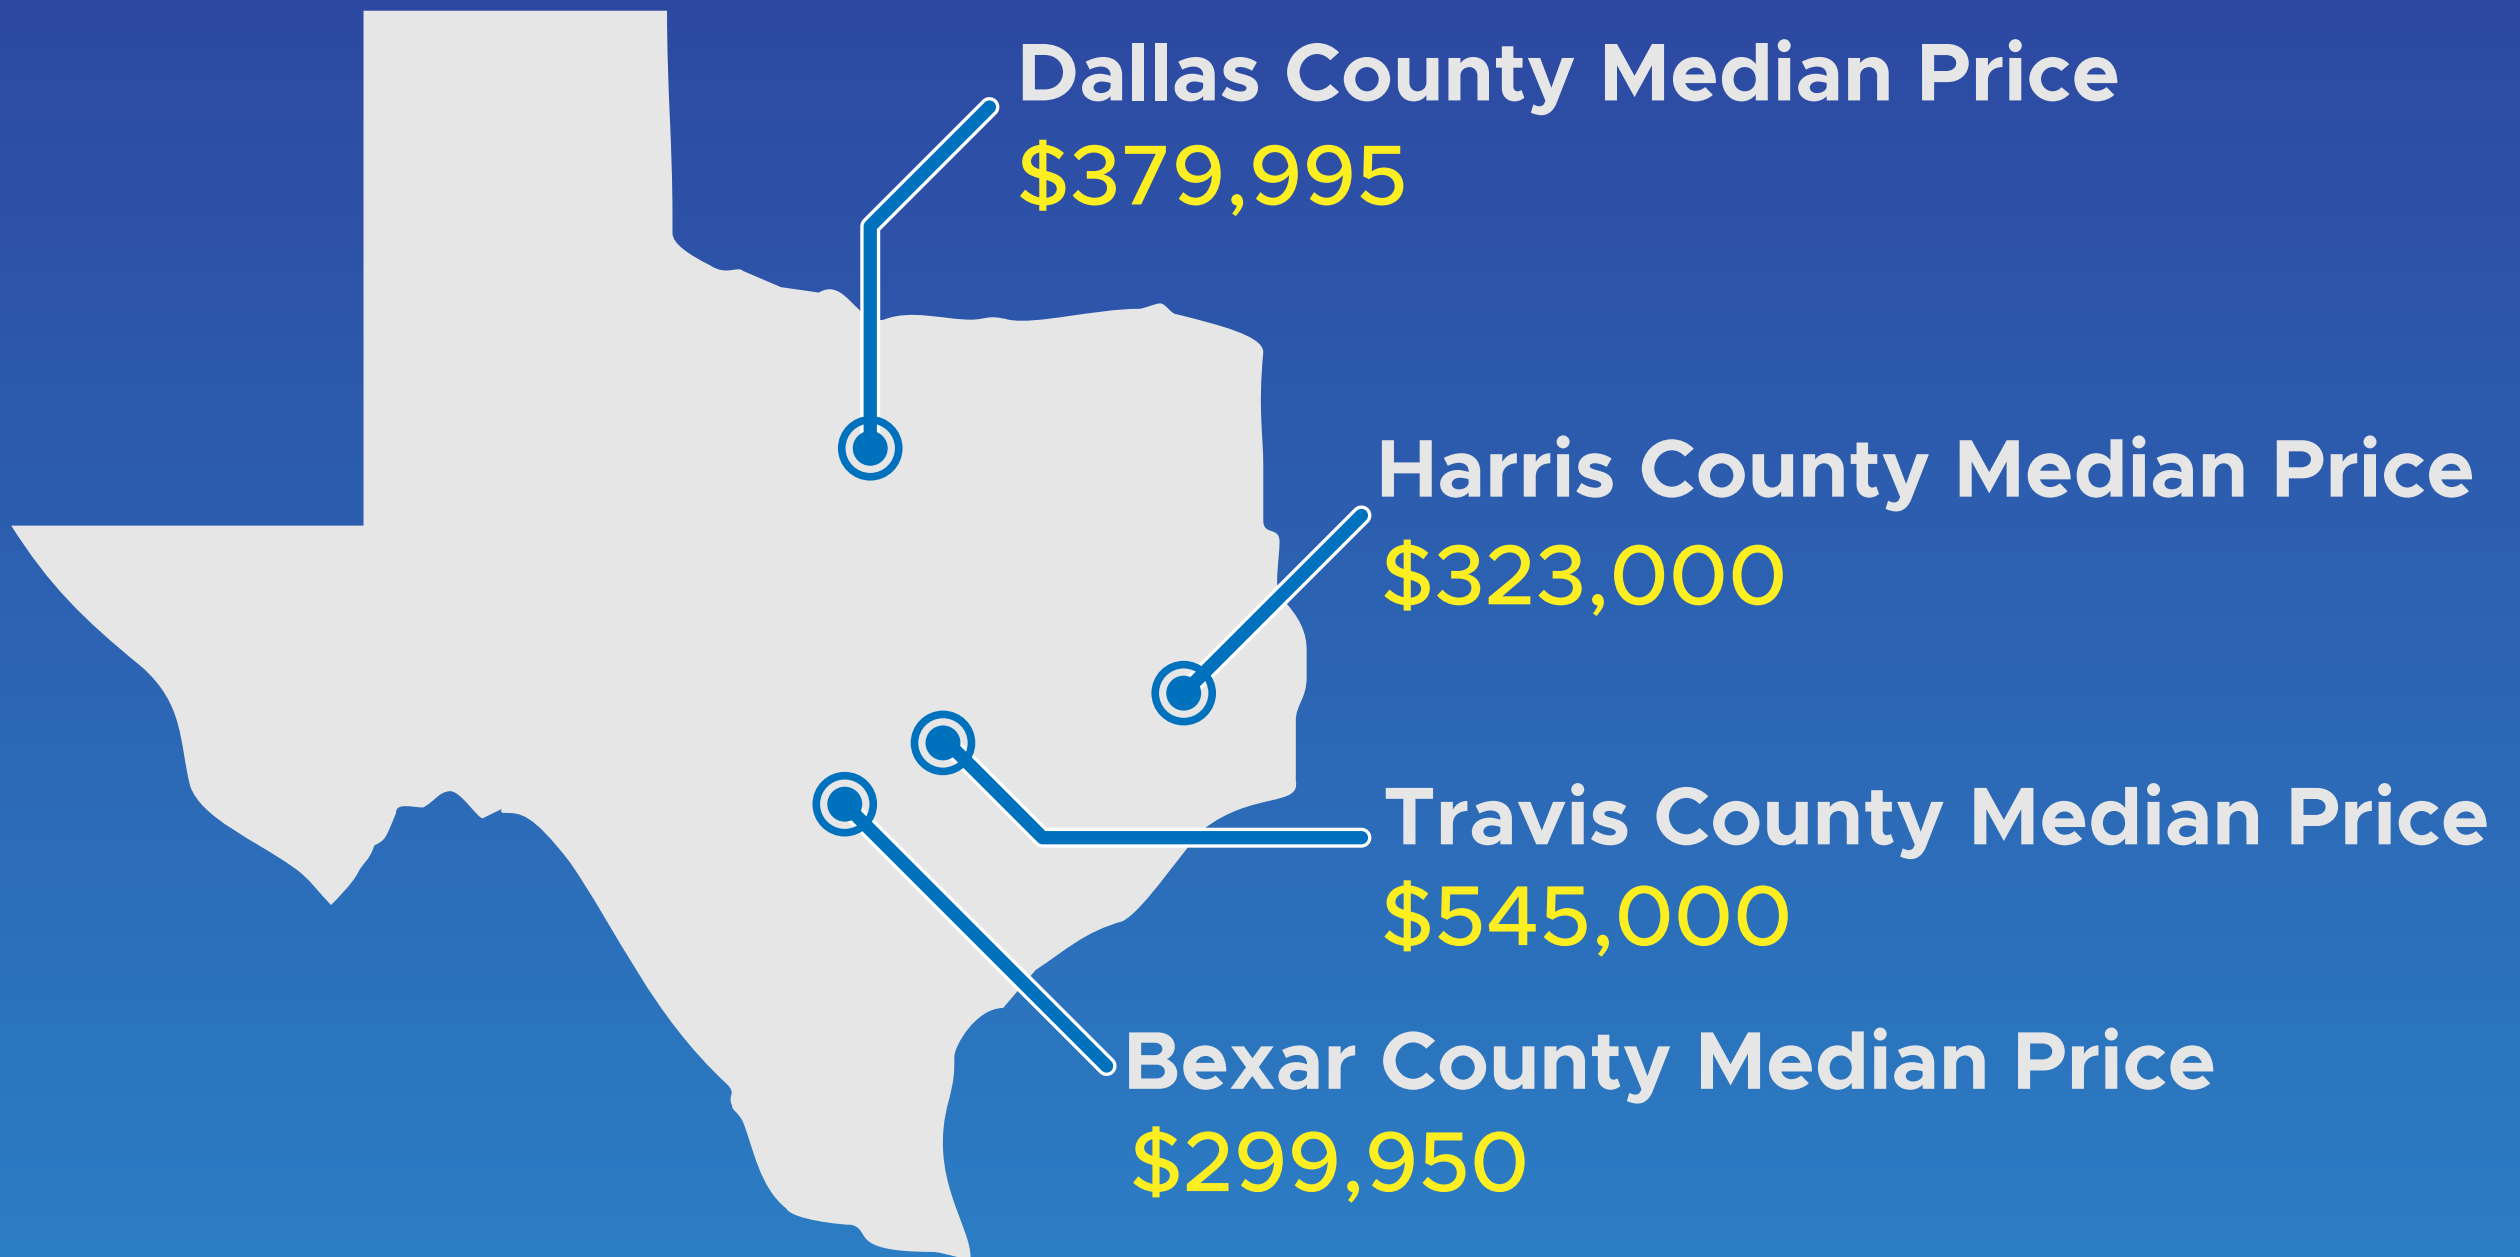 Dallas County Median Price
$379,995
Harris County Median Price
$323,000
Travis County Median Price
$545,000
Bexar County Median Price
$299,950